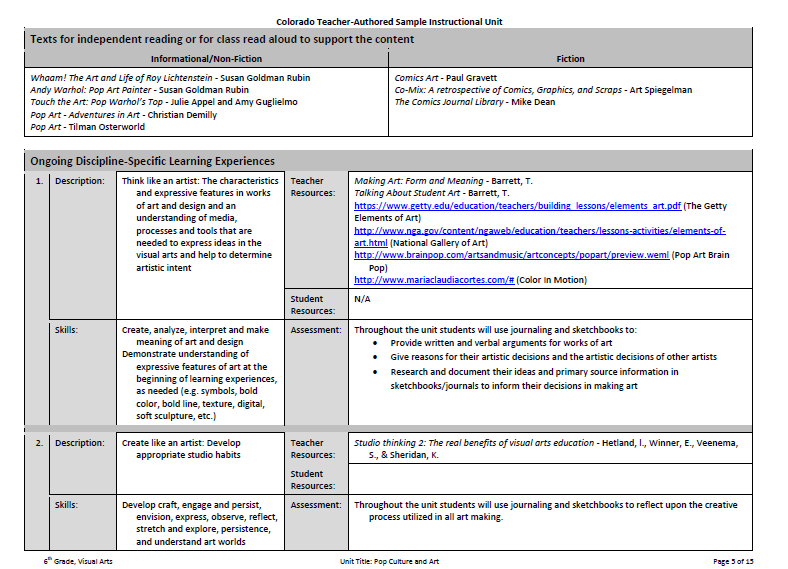 Colorado Teacher-Authored Sample Instructional Unit
Texts for independent reading or for class read aloud to support the content
Informational/Non-Fiction
Fiction
Whaam! The Art and Life of Roy Lichtenstein - Susan Goldman Rubin
Andy Warhol: Pop Art Painter - Susan Goldman Rubin
Touch the Art: Pop Warhol's Top - Julie Appel and Amy Guglielmo
Pop Art - Adventures in Art - Christian Demilly
Pop Art - Tilman Osterworld
Comics Art - Paul Gravett
Co-Mix: A retrospective of Comics, Graphics, and Scraps - Art Spiegelman
The Comics Journal Library - Mike Dean
Ongoing Discipline-Specific Learning Experiences
1.
Description:
Think like an artist: The characteristics
and expressive features in works
of art and design and an
understanding of media,
processes and tools that are
needed to express ideas in the
visual arts and help to determine
artistic intent
Teacher
Resources:
Making Art: Form and Meaning - Barrett, T.
Talking About Student Art - Barrett, T.
https://www.getty.edu/education/teachers/building_lessons/elements_art.pdf (The Getty
Elements of Art)
http://www.nga.gov/content/ngaweb/education/teachers/lessons-activities/elements-of-
art.html (National Gallery of Art)
http://www.brainpop.com/artsandmusic/artconcepts/popart/preview.weml (Pop Art Brain
Pop)
http://www.mariaclaudiacortes.com/# (Color In Motion)
Student
Resources:
N/A
Skills:
Create, analyze, interpret and make
meaning of art and design
Demonstrate understanding of
expressive features of art at the
beginning of learning experiences,
as needed (e.g. symbols, bold
color, bold line, texture, digital,
soft sculpture, etc.)
Assessment:
Throughout the unit students will use journaling and sketchbooks to:
• Provide written and verbal arguments for works of art
• Give reasons for their artistic decisions and the artistic decisions of other artists
• Research and document their ideas and primary source information in
sketchbooks/journals to inform their decisions in making art
2.
Description:
Create like an artist: Develop
appropriate studio habits
Teacher
Resources:
Studio thinking 2: The real benefits of visual arts education - Hetland, l., Winner, E., Veenema,
S., & Sheridan, K.
Student
Resources:
Skills:
Develop craft, engage and persist,
envision, express, observe, reflect,
stretch and explore, persistence,
and understand art worlds
Assessment:
Throughout the unit students will use journaling and sketchbooks to reflect upon the creative
process utilized in all art making.
6th Grade, Visual Arts
Unit Title: Pop Culture and Art
Page 5 of 15